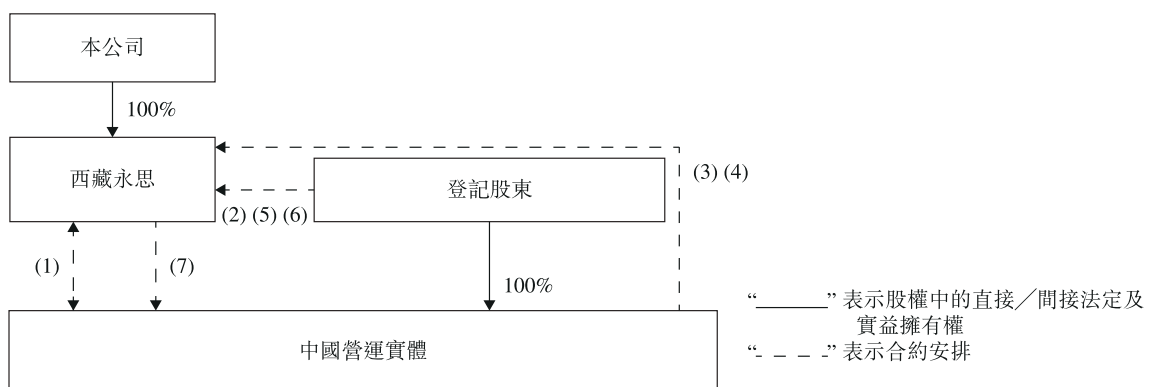 本公司
100%
西藏永思
登記股東
(3) (4)
(2) (5) (6)
(1)
(7)
100%
中國營運實體
“______” 表示股權中的直接／間接法定及
實益擁有權
“_ _ _ _” 表示合約安排